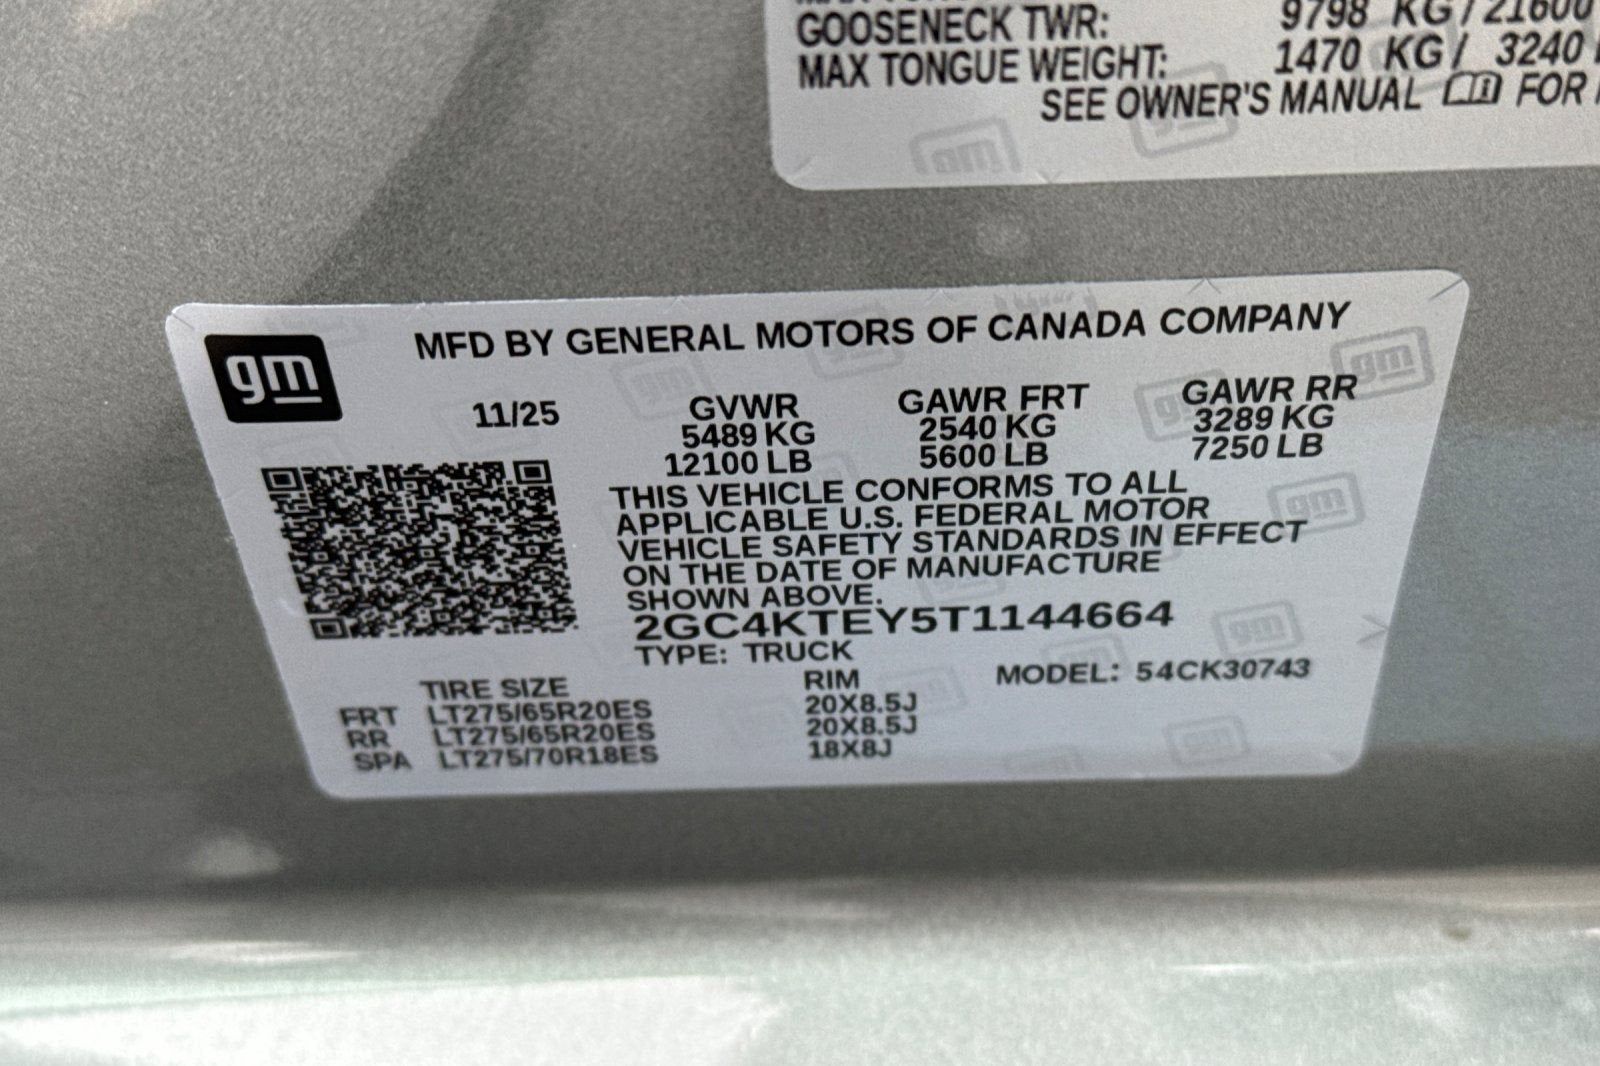 GOOSENECK TWR: 9798 KG / 21600
MAX TONGUE WEIGHT: 1470 KG / 3240
SEE OWNER'S MANUAL FOR
gm
MFD BY GENERAL MOTORS OF CANADA COMPANY
11/25 GVWR GAWR FRT GAWR RR
5489 KG 2540 KG 3289 KG
12100 LB 5600 LB 7250 LB
THIS VEHICLE CONFORMS TO ALL
APPLICABLE U.S. FEDERAL MOTOR
VEHICLE SAFETY STANDARDS IN EFFECT
ON THE DATE OF MANUFACTURE
SHOWN ABOVE.
2GC4KTEY5T1144664
TYPE: TRUCK MODEL: 54CK30743
TIRE SIZE RIM
FRT LT275/65R20ES 20X8.5J
RR LT275/65R20ES 20X8.5J
SPA LT275/70R18ES 18X8J